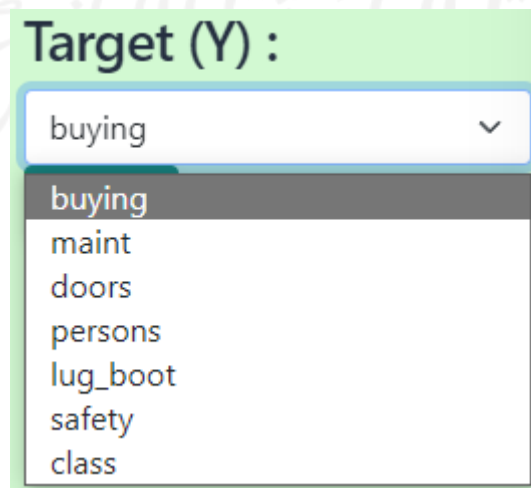 Target (Y) :
buying
buying
maint
doors
persons
lug_boot
safety
class